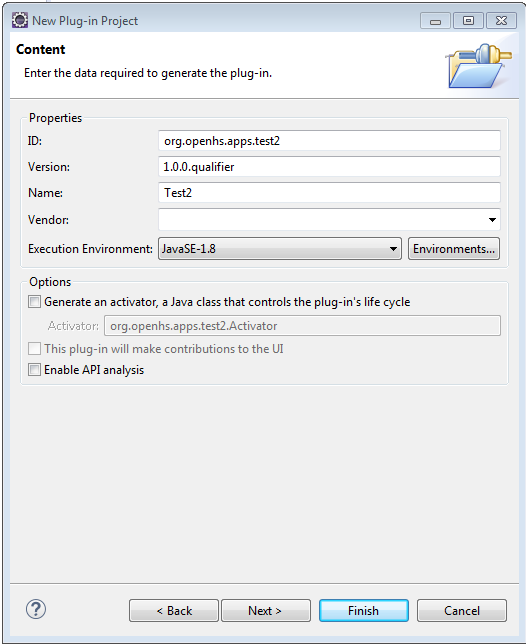 New Plug-in Project
Content
Enter the data required to generate the plug-in.
Properties
ID: org.openhs.apps.test2
Version: 1.0.0.qualifier
Name: Test2
Vendor:
Execution Environment: JavaSE-1.8 Environments...
Options
Generate an activator, a Java class that controls the plug-in's life cycle
Activator: org.openhs.apps.test2.Activator
This plug-in will make contributions to the UI
Enable API analysis
? < Back Next > Finish Cancel